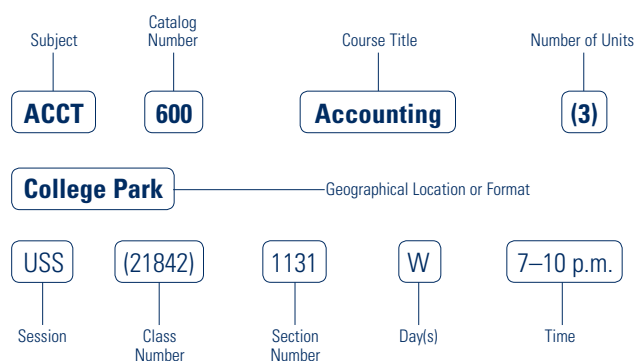 Catalog
Subject Number Course Title Number of Units
ACCT 600 Accounting (3)
College Park Geographical Location or Format
USS (21842) 1131 W 7–10 p.m.
Session Class Section Day(s) Time
Number Number